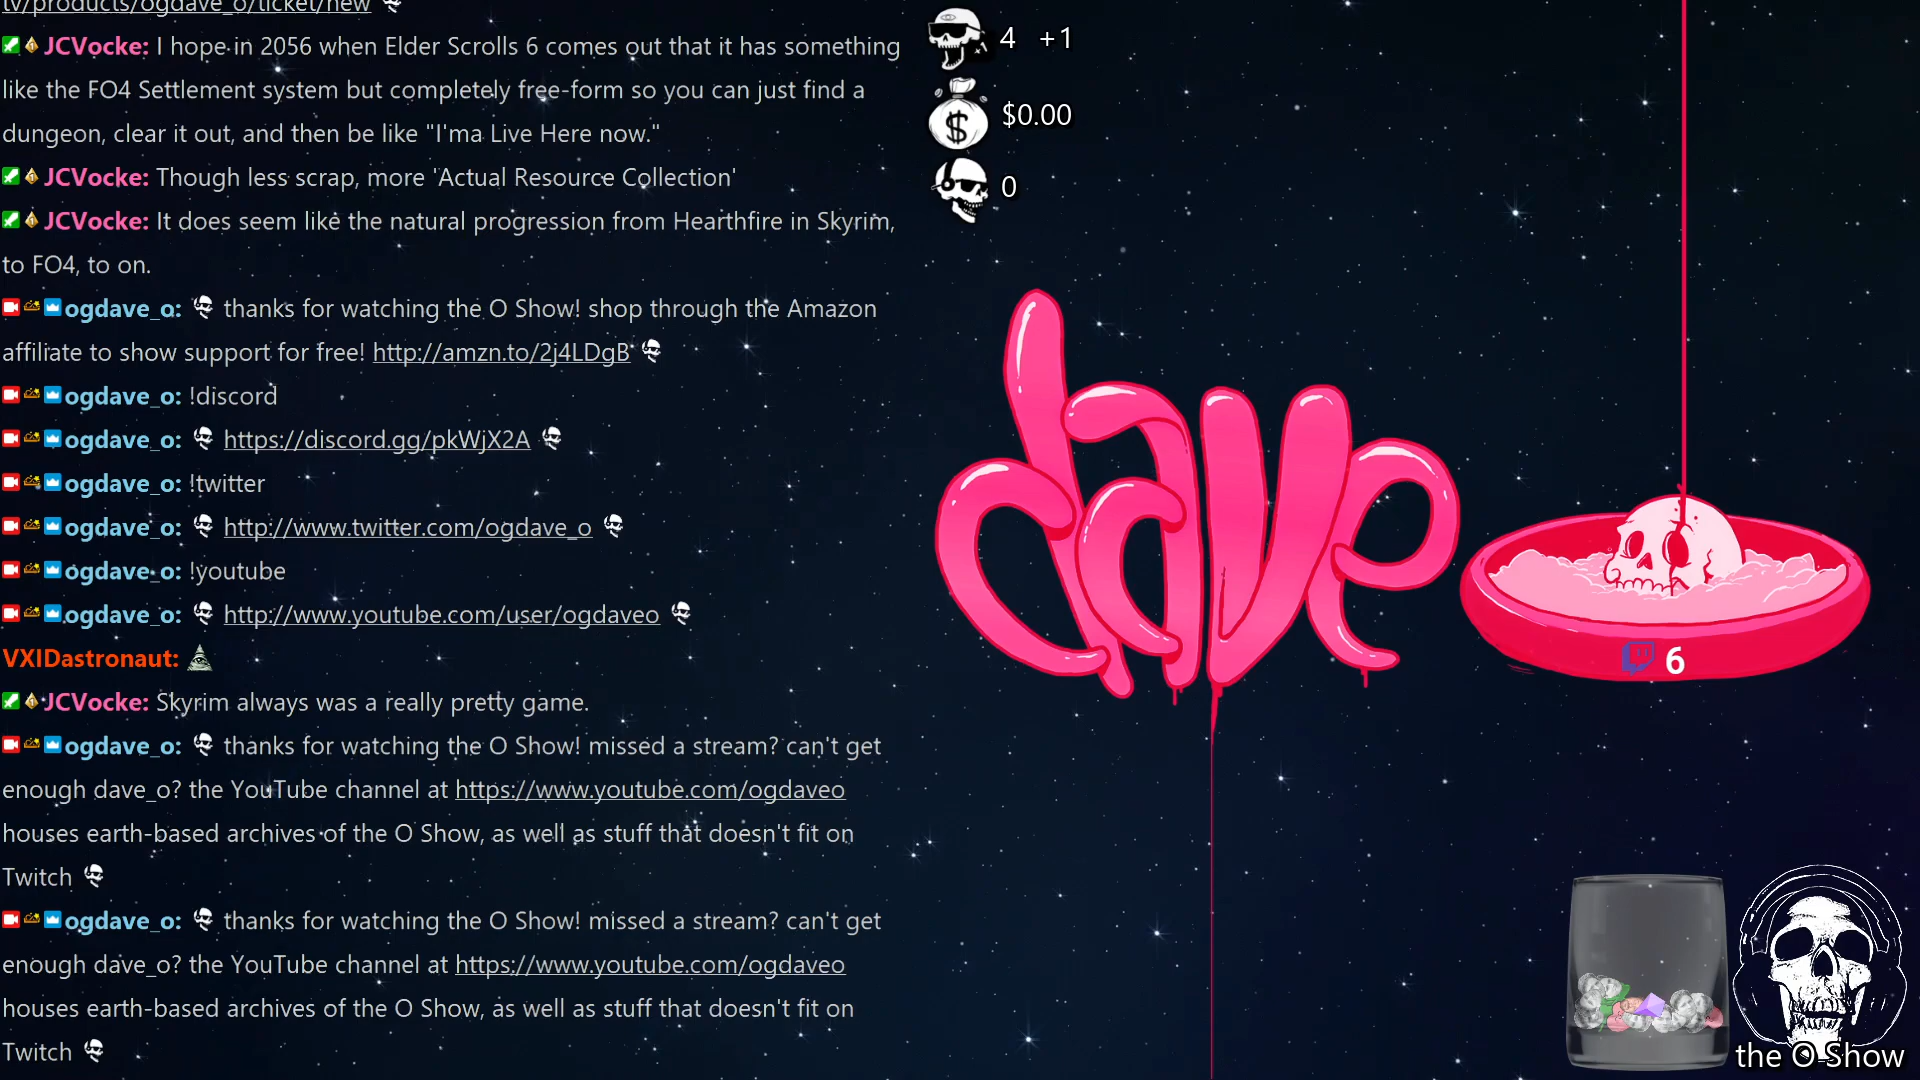 tv/products/ogdave_o/ticket/new
JCVocke: I hope in 2056 when Elder Scrolls 6 comes out that it has something
like the FO4 Settlement system but completely free-form so you can just find a
dungeon, clear it out, and then be like "I'ma Live Here now."
JCVocke: Though less scrap, more 'Actual Resource Collection'
JCVocke: It does seem like the natural progression from Hearthfire in Skyrim,
to FO4, to on.
ogdave_o: thanks for watching the O Show! shop through the Amazon
affiliate to show support for free! http://amzn.to/2j4LDgB
ogdave_o: !discord
ogdave_o: https://discord.gg/pkWjX2A
ogdave_o: !twitter
ogdave_o: http://www.twitter.com/ogdave_o
ogdave_o: !youtube
ogdave_o: http://www.youtube.com/user/ogdaveo
VXIDastronaut:
JCVocke: Skyrim always was a really pretty game.
ogdave_o: thanks for watching the O Show! missed a stream? can't get
enough dave_o? the YouTube channel at https://www.youtube.com/ogdaveo
houses earth-based archives of the O Show, as well as stuff that doesn't fit on
Twitch
ogdave_o: thanks for watching the O Show! missed a stream? can't get
enough dave_o? the YouTube channel at https://www.youtube.com/ogdaveo
houses earth-based archives of the O Show, as well as stuff that doesn't fit on
Twitch
4 +1
$ $0.00
0
dave
6
the O Show